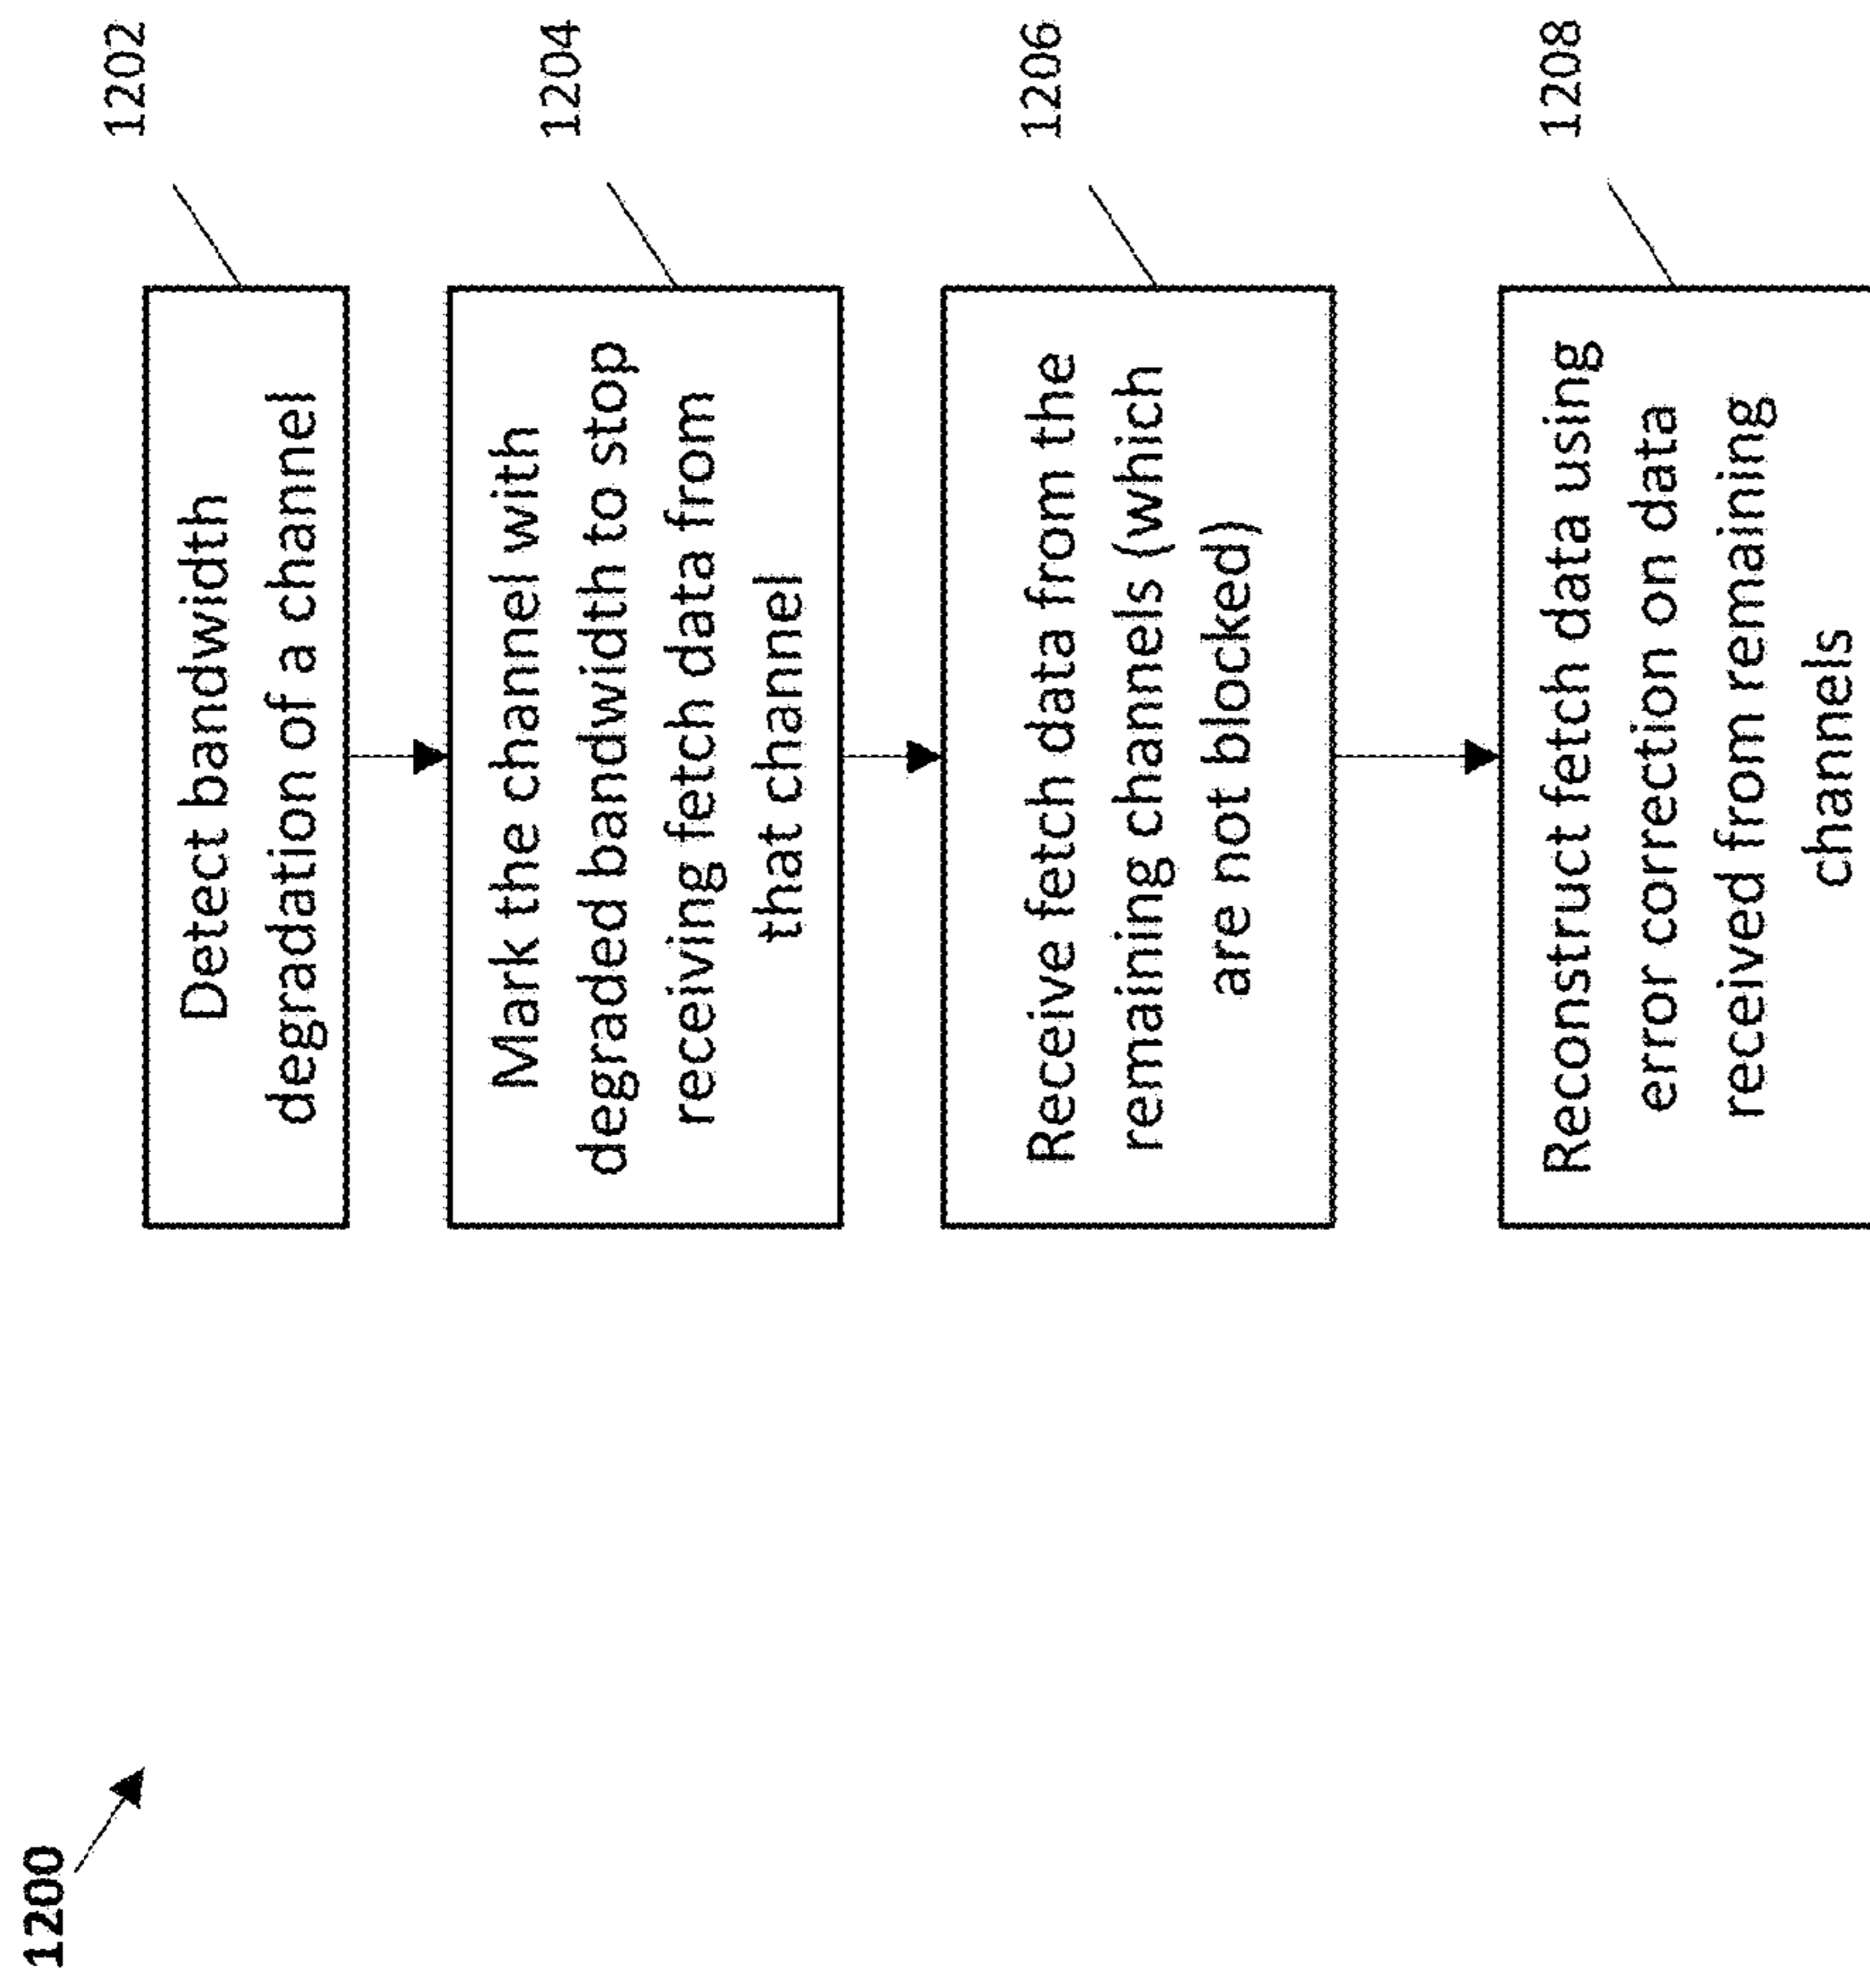 1200
Detect bandwidth
degradation of a channel
1202
Mark the channel with
degraded bandwidth to stop
receiving fetch data from
that channel
1204
Receive fetch data from the
remaining channels (which
are not blocked)
1206
Reconstruct fetch data using
error correction on data
received from remaining
channels
1208